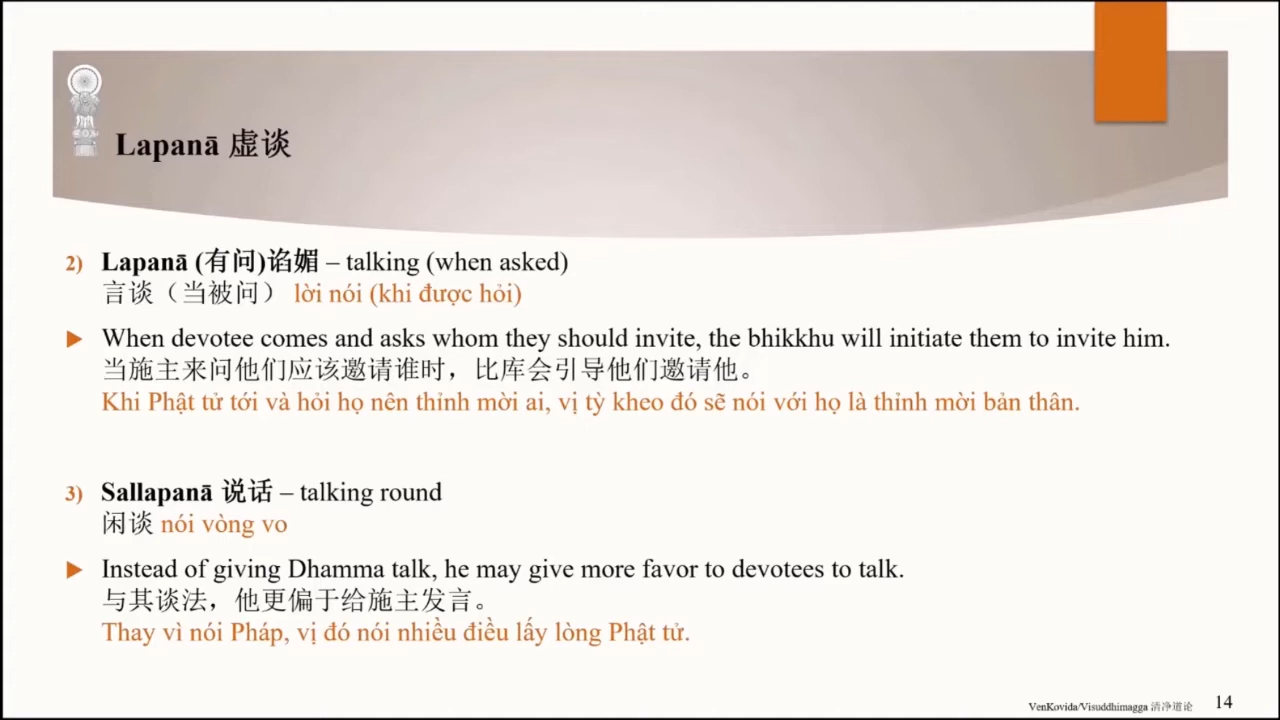 Lapanā 虚谈
2) Lapanā (有问)谄媚 – talking (when asked)
言谈（当被问） lời nói (khi được hỏi)
When devotee comes and asks whom they should invite, the bhikkhu will initiate them to invite him.
当施主来问他们应该邀请谁时，比库会引导他们邀请他。
Khi Phật tử tới và hỏi họ nên thỉnh mời ai, vị tỳ kheo đó sẽ nói với họ là thỉnh mời bản thân.
3) Sallapanā 说话 – talking round
闲谈 nói vòng vo
Instead of giving Dhamma talk, he may give more favor to devotees to talk.
与其谈法，他更偏于给施主发言。
Thay vì nói Pháp, vị đó nói nhiều điều lấy lòng Phật tử.
VenKovida/Visuddhimagga 清净道论 14